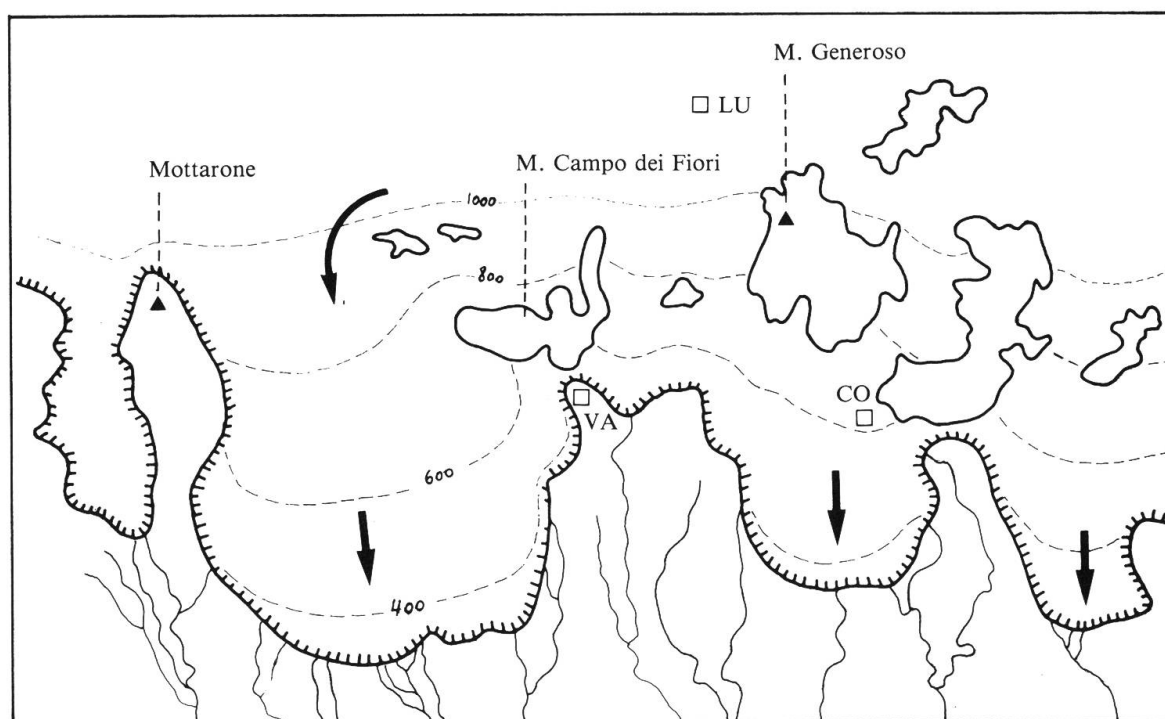 M. Generoso
LU
Mottarone
M. Campo dei Fiori
1000
800
CO
VA
600
400